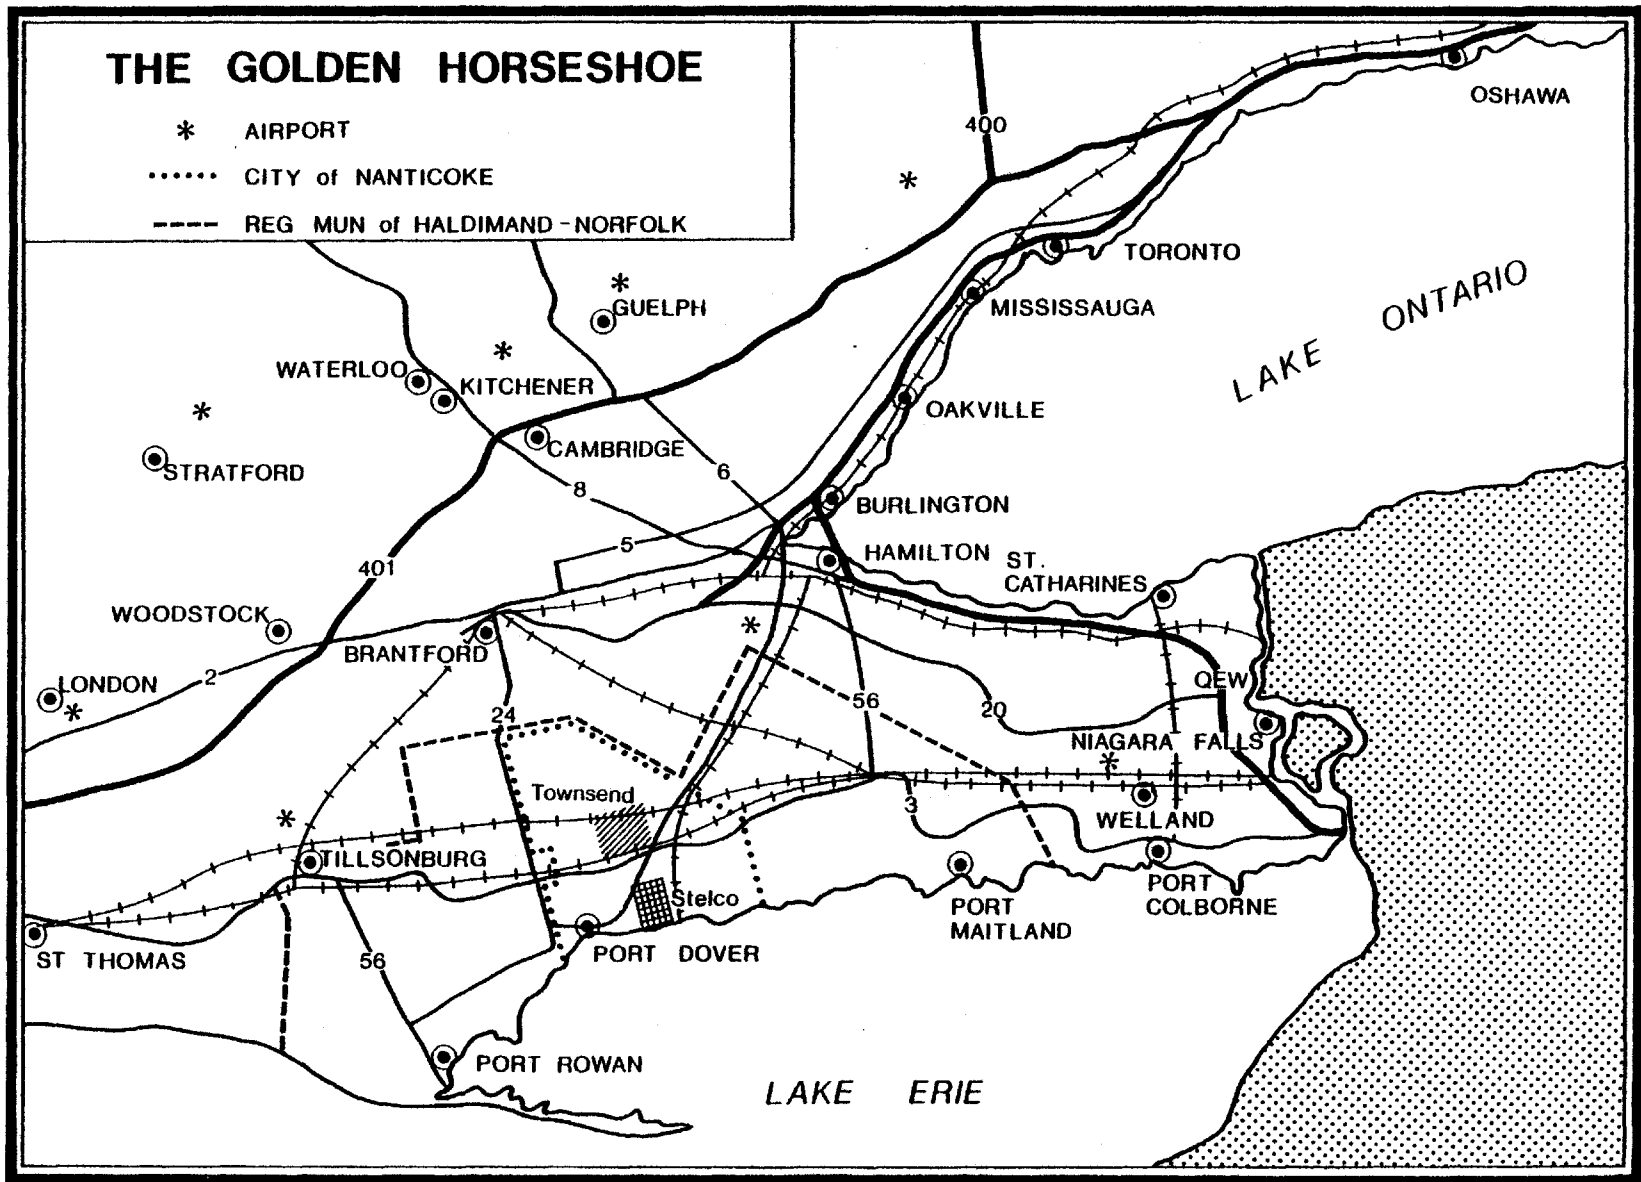 THE GOLDEN HORSESHOE
* AIRPORT
CITY of NANTICOKE
REG MUN of HALDIMAND-NORFOLK
400
OSHAWA
TORONTO
MISSISSAUGA
LAKE ONTARIO
GUELPH
WATERLOO
KITCHENER
OAKVILLE
STRATFORD
CAMBRIDGE
6
8
BURLINGTON
5
HAMILTON
ST.
CATHARINES
401
WOODSTOCK
BRANTFORD
2
LONDON
QEW
56
20
24
NIAGARA FALLS
Townsend
3
WELLAND
TILLSONBURG
Stelco
PORT
COLBORNE
PORT
MAITLAND
PORT DOVER
ST THOMAS
56
PORT ROWAN
LAKE ERIE